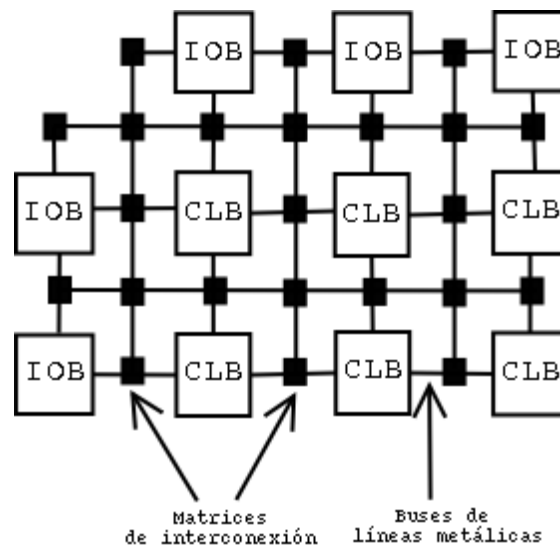 IOB IOB IOB
IOB CLB CLB CLB
IOB CLB CLB CLB
Matrices
de interconexión
Buses de
líneas metálicas